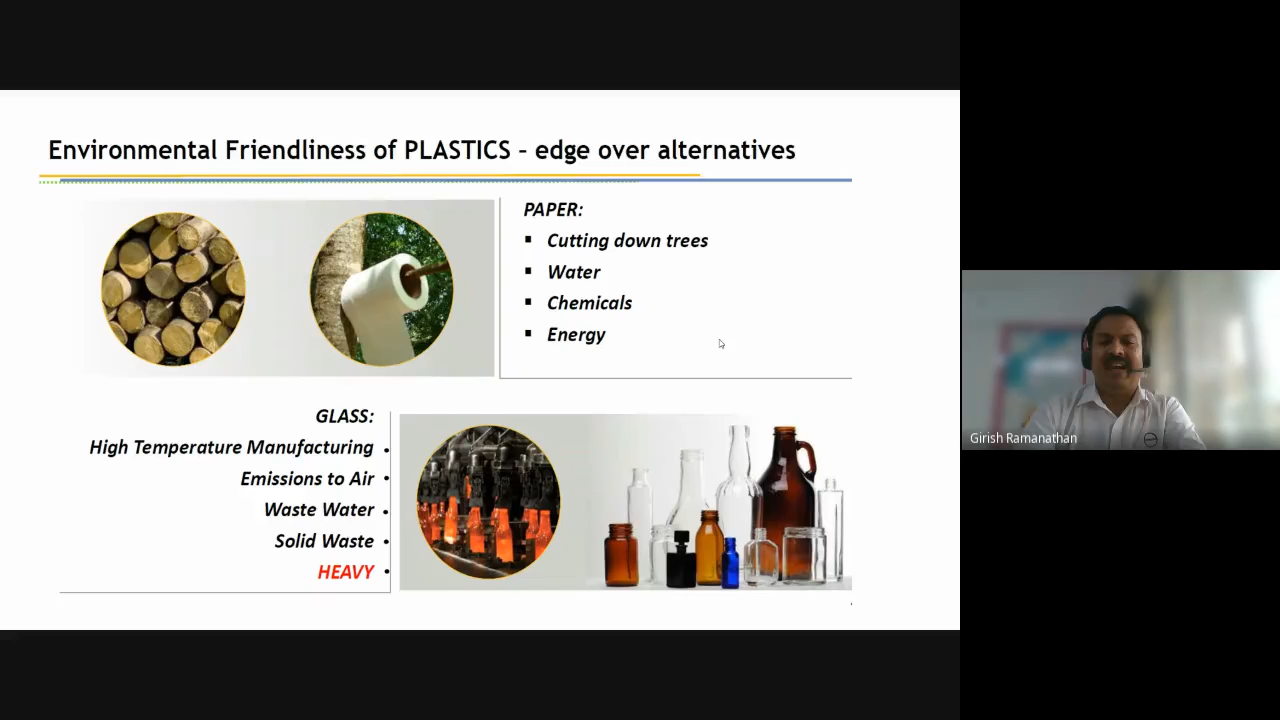 Environmental Friendliness of PLASTICS – edge over alternatives
PAPER:
Cutting down trees
Water
Chemicals
Energy
GLASS:
High Temperature Manufacturing
Emissions to Air
Waste Water
Solid Waste
HEAVY
Girish Ramanathan